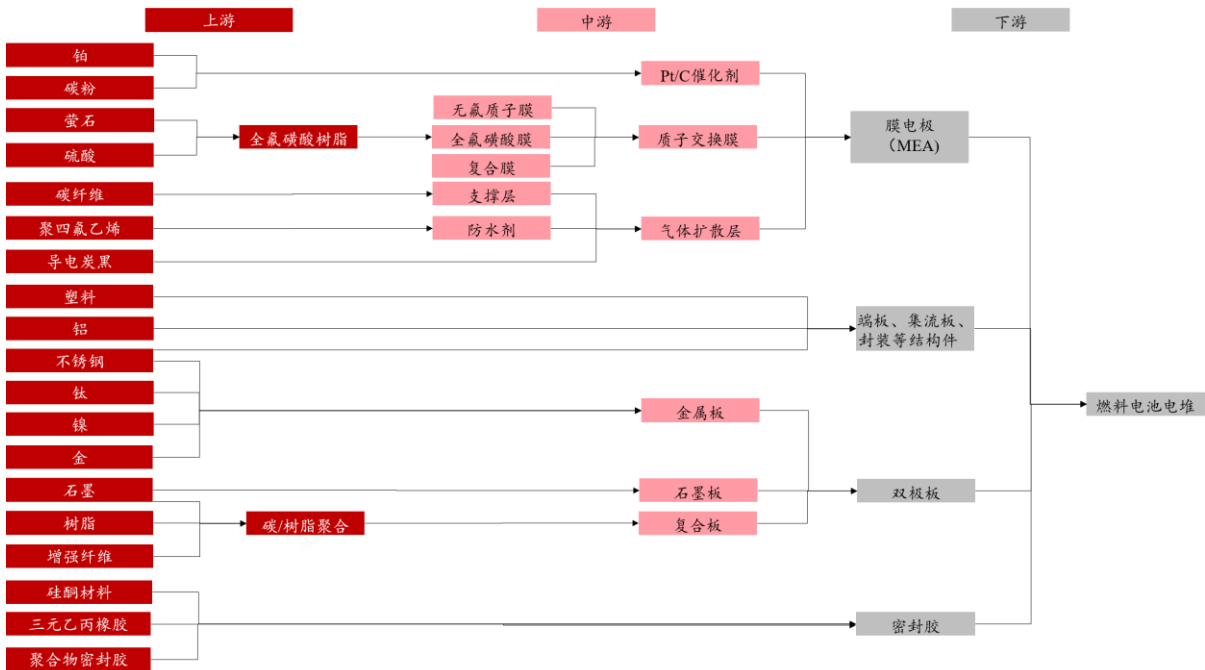 上游
中游
下游
铂
碳粉
Pt/C催化剂
萤石
硫酸
全氟磺酸树脂
无氟质子膜
全氟磺酸膜
复合膜
质子交换膜
膜电极
（MEA)
碳纤维
支撑层
聚四氟乙烯
防水剂
气体扩散层
导电炭黑
塑料
铝
端板、集流板、
封装等结构件
不锈钢
钛
镍
金
金属板
燃料电池电堆
石墨
石墨板
双极板
树脂
碳/树脂聚合
复合板
增强纤维
硅酮材料
三元乙丙橡胶
密封胶
聚合物密封胶